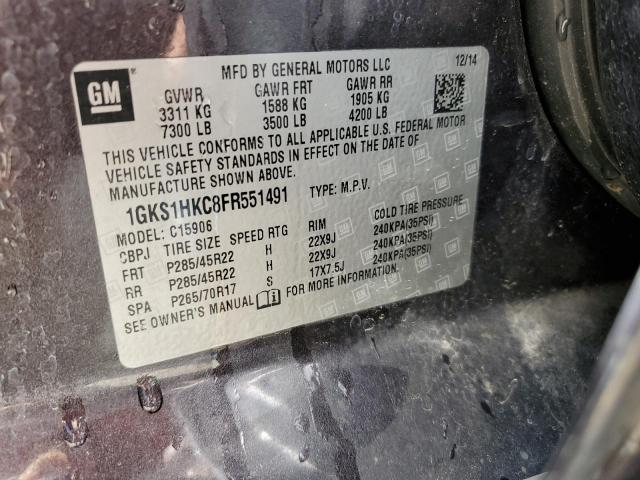 GM
MFD BY GENERAL MOTORS LLC 12/14
GVWR GAWR FRT GAWR RR
3311 KG 1588 KG 1905 KG
7300 LB 3500 LB 4200 LB
THIS VEHICLE CONFORMS TO ALL APPLICABLE U.S. FEDERAL MOTOR
VEHICLE SAFETY STANDARDS IN EFFECT ON THE DATE OF
MANUFACTURE SHOWN ABOVE.
1GKS1HKC8FR551491 TYPE: M.P.V.
MODEL: C15906
CBPJ TIRE SIZE SPEED RTG RIM COLD TIRE PRESSURE
FRT P285/45R22 H 22X9J 240KPA(35PSI)
RR P285/45R22 H 22X9J 240KPA(35PSI)
SPA P265/70R17 S 17X7.5J 240KPA(35PSI)
SEE OWNER'S MANUAL FOR MORE INFORMATION.